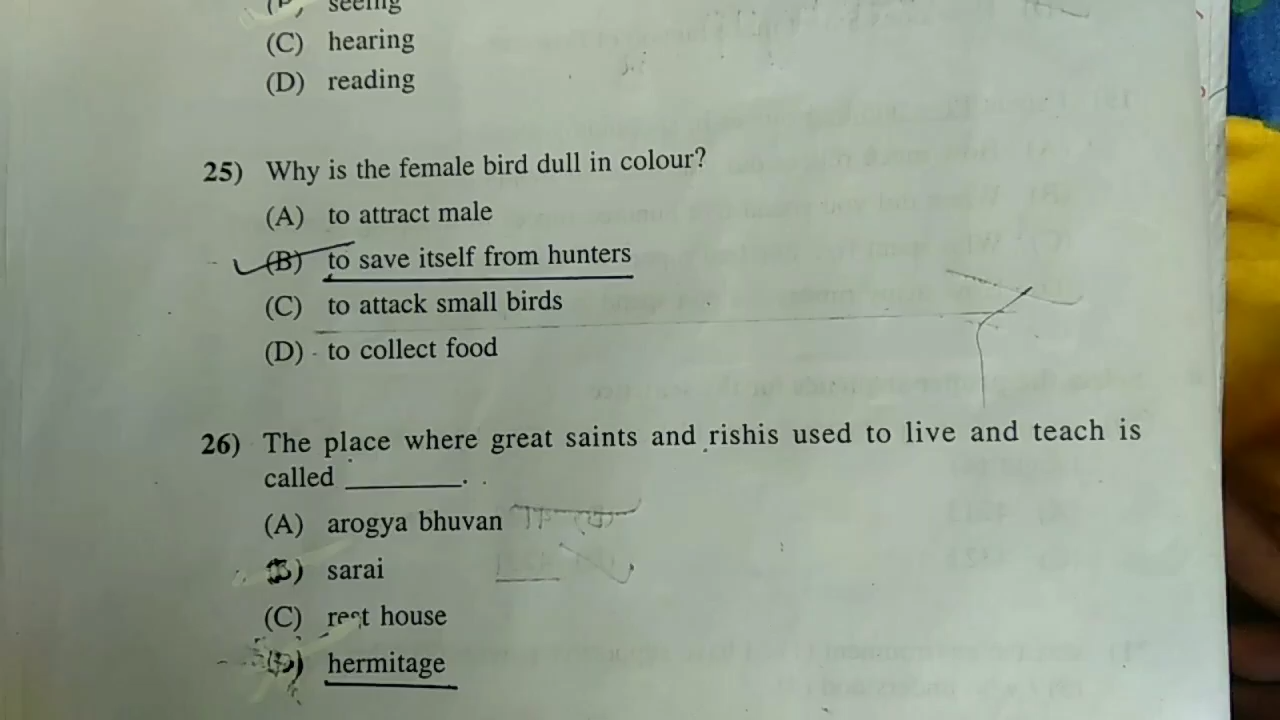 seeing
(C) hearing
(D) reading
25) Why is the female bird dull in colour?
(A) to attract male
(B) to save itself from hunters
(C) to attack small birds
(D) to collect food
26) The place where great saints and rishis used to live and teach is
called ________.
(A) arogya bhuvan
(B) sarai
(C) rest house
(D) hermitage